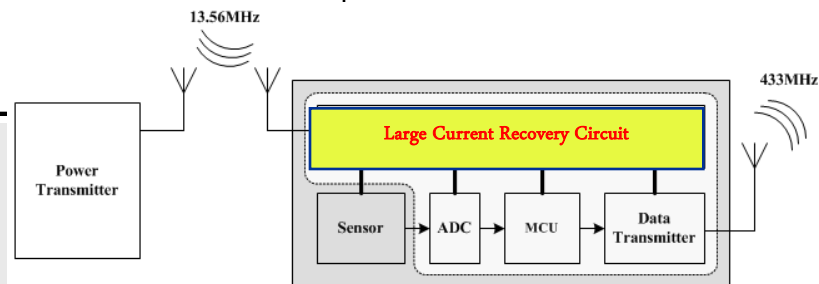 13.56MHz
433MHz
Large Current Recovery Circuit
Power
Transmitter
Sensor
ADC
MCU
Data
Transmitter